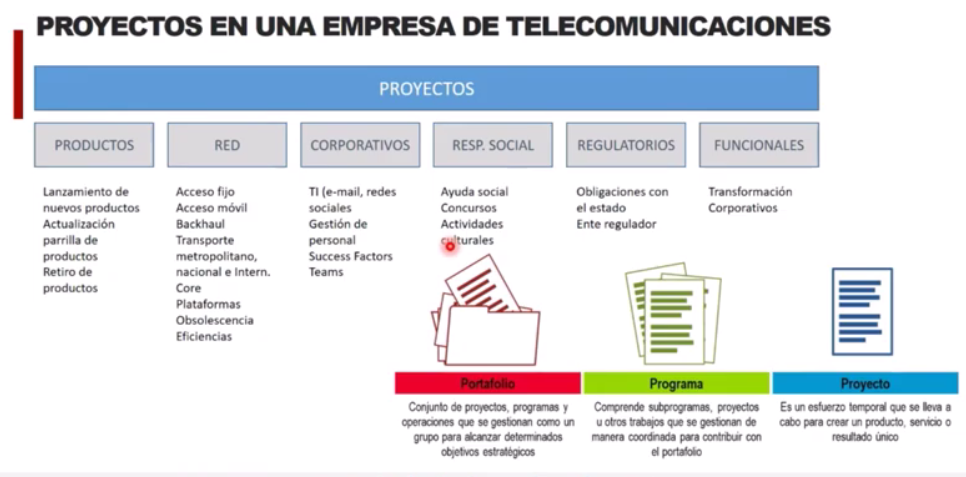 PROYECTOS EN UNA EMPRESA DE TELECOMUNICACIONES
PROYECTOS
PRODUCTOS
Lanzamiento de
nuevos productos
Actualización
parrilla de
productos
Retiro de
productos
RED
Acceso fijo
Acceso móvil
Backhaul
Transporte
metropolitano,
nacional e Intern.
Core
Plataformas
Obsolescencia
Eficiencias
CORPORATIVOS
TI (e-mail, redes
sociales
Gestión de
personal
Success Factors
Teams
RESP. SOCIAL
Ayuda social
Concursos
Actividades
culturales
REGULATORIOS
Obligaciones con
el estado
Ente regulador
FUNCIONALES
Transformación
Corporativos
Portafolio
Conjunto de proyectos, programas y
operaciones que se gestionan como un
grupo para alcanzar determinados
objetivos estratégicos
Programa
Comprende subprogramas, proyectos
u otros trabajos que se gestionan de
manera coordinada para contribuir con
el portafolio
Proyecto
Es un esfuerzo temporal que se lleva a
cabo para crear un producto, servicio o
resultado único